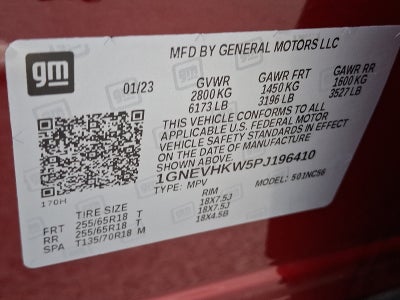 gm
MFD BY GENERAL MOTORS LLC
01/23 GVWR GAWR FRT GAWR RR
2800 KG 1450 KG 1600 KG
6173 LB 3196 LB 3527 LB
THIS VEHICLE CONFORMS TO ALL
APPLICABLE U.S. FEDERAL MOTOR
VEHICLE SAFETY STANDARDS IN EFFECT
ON THE DATE OF MANUFACTURE
SHOWN ABOVE.
1GNEVHKW5PJ196410
TYPE: MPV MODEL: 501NC56
170H
TIRE SIZE RIM
FRT 255/65R18 T 18X7.5J
RR 255/65R18 T 18X7.5J
SPA T135/70R18 M 18X4.5B